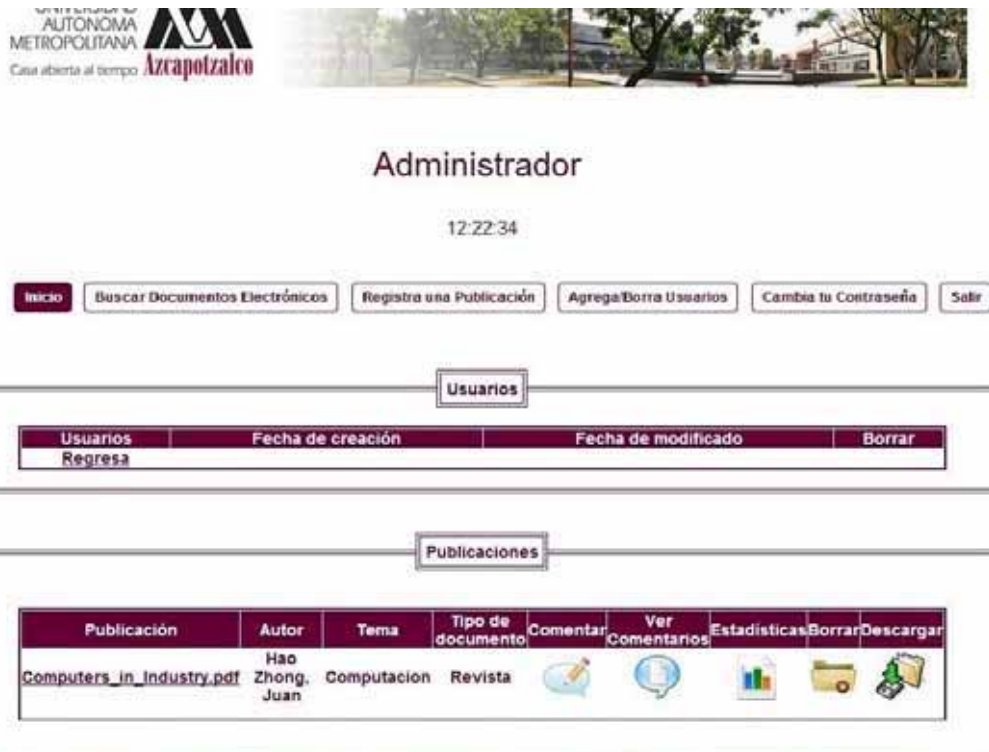 UNIVERSIDAD
AUTONOMA
METROPOLITANA
Casa abierta al tiempo Azcapotzalco
Administrador
12:22:34
Inicio Buscar Documentos Electrónicos Registra una Publicación Agrega/Borra Usuarios Cambia tu Contraseña Salir
Usuarios
Usuarios Fecha de creación Fecha de modificado Borrar
Regresa
Publicaciones
Publicación Autor Tema Tipo de documento Comentar Ver Comentarios Estadísticas Borrar Descargar
Computers_in_Industry.pdf Hao Zhong, Juan Computacion Revista